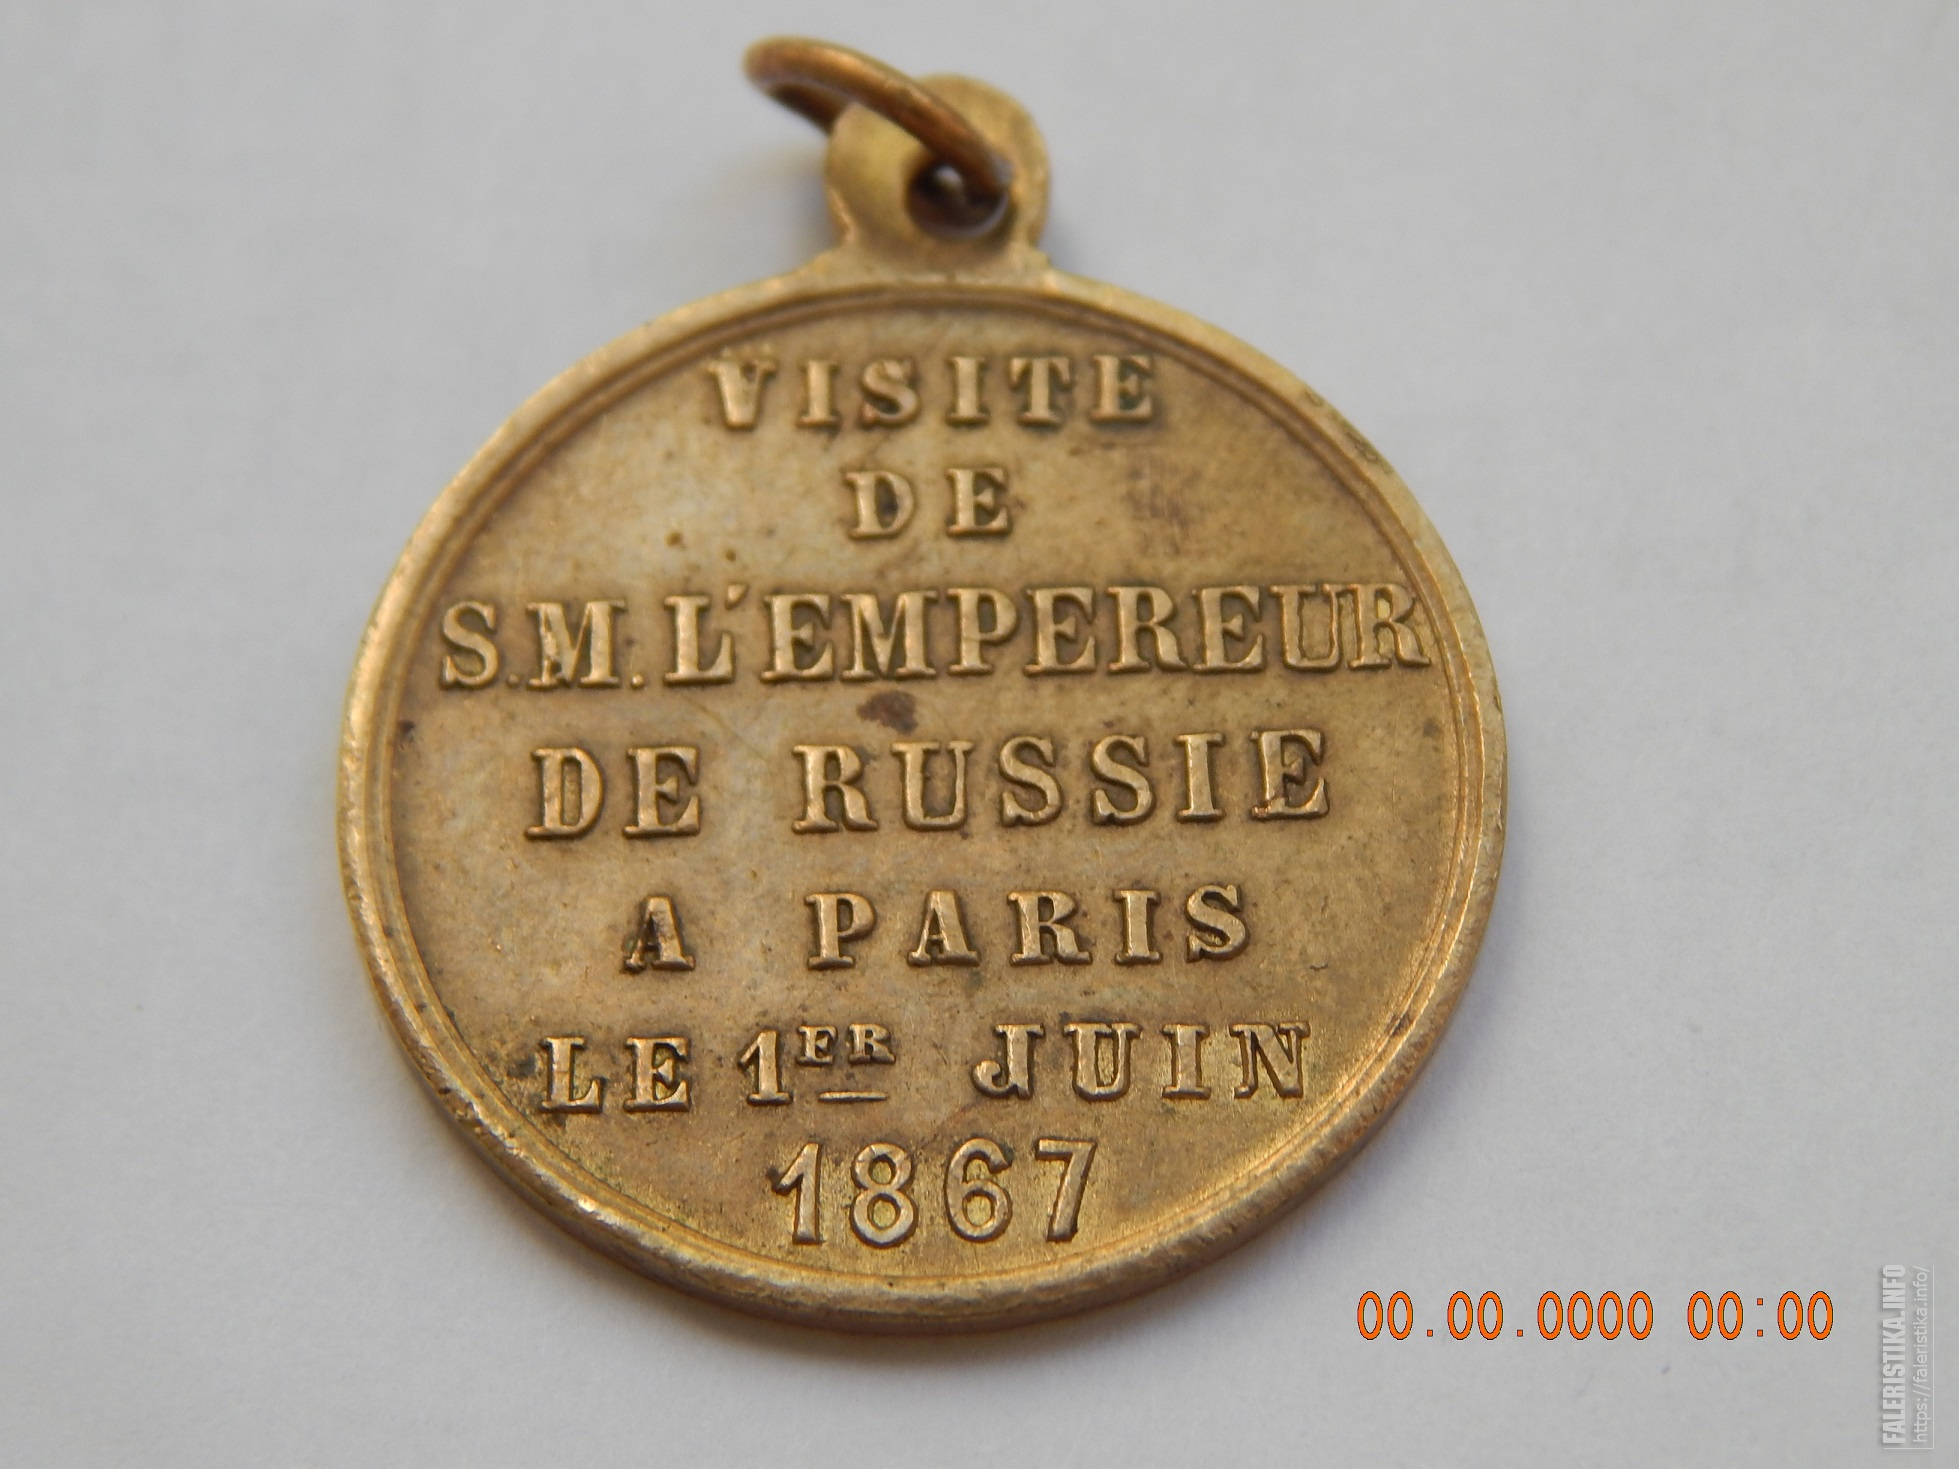 VISITE
DE
S.M. L'EMPEREUR
DE RUSSIE
A PARIS
LE 1ER JUIN
1867
00.00.0000 00:00
FALERISTIKA.INFO
https://faleristika.info/